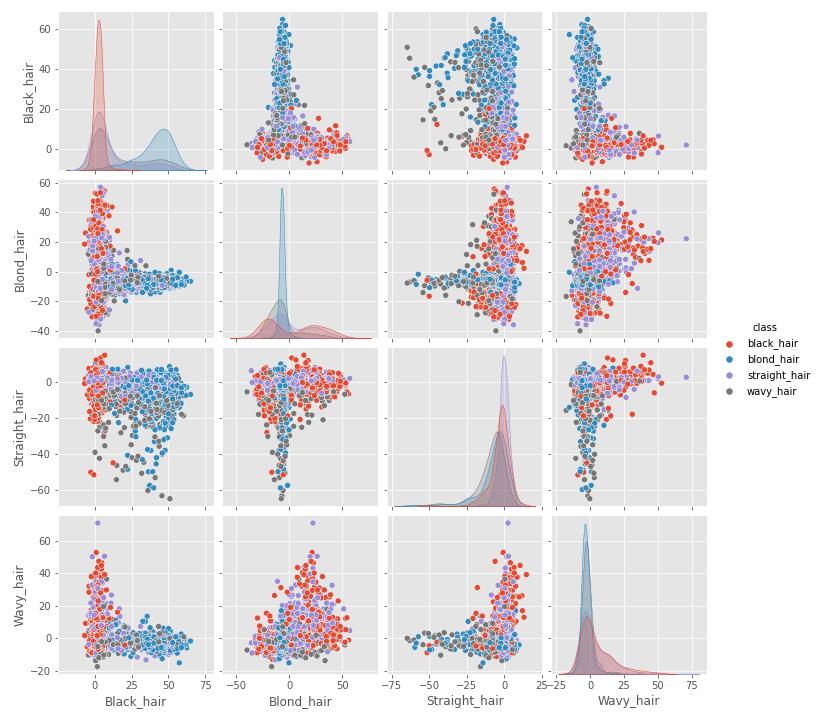 Black_hair
60
40
20
0
Blond_hair
60
40
20
0
−20
−40
class
black_hair
blond_hair
straight_hair
wavy_hair
Straight_hair
0
−20
−40
−60
Wavy_hair
60
40
20
0
−20
0 25 50 75
−50 0 50
−75 −50 −25 0 25
−25 0 25 50 75
Black_hair
Blond_hair
Straight_hair
Wavy_hair